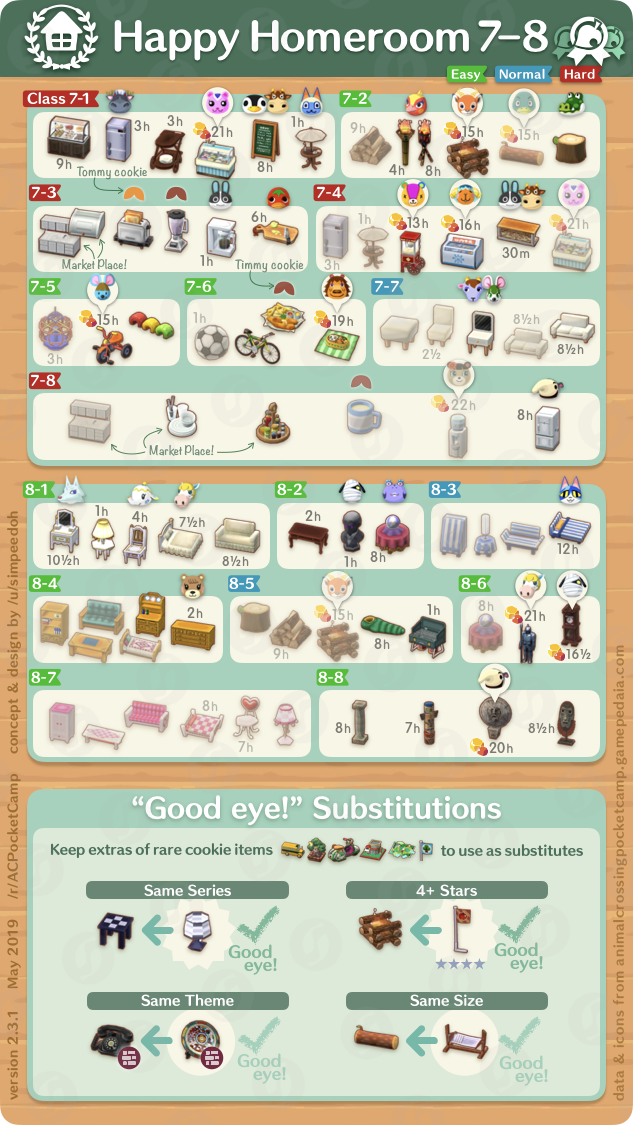 Happy Homeroom 7–8
Easy Normal Hard
Class 7-1
9h
3h
3h
21h
8h
1h
Tommy cookie
7-2
9h
4h
8h
15h
15h
7-3
Market Place!
1h
6h
Timmy cookie
7-4
3h
1h
13h
16h
30m
21h
7-5
3h
15h
7-6
1h
19h
7-7
2½
8½h
8½h
7-8
Market Place!
22h
8h
8-1
10½h
1h
4h
7½h
8½h
8-2
2h
1h
8h
8-3
12h
8-4
2h
8-5
9h
15h
8h
1h
8-6
8h
21h
16½
8-7
8h
7h
8-8
8h
7h
20h
8½h
“Good eye!” Substitutions
Keep extras of rare cookie items to use as substitutes
Same Series
Good
eye!
4+ Stars
Good
eye!
Same Theme
Good
eye!
Same Size
Good
eye!
version 2.3.1 May 2019 /r/ACPocketCamp concept & design by /u/simpeedoh
data & icons from animalcrossingpocketcamp.gamepedaia.com